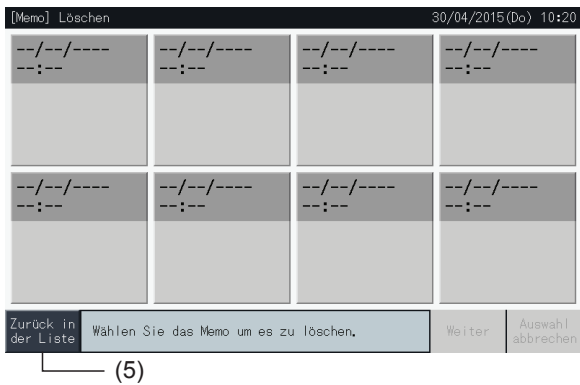 [Memo] Löschen 30/04/2015(Do) 10:20
--/--/---- --/--/---- --/--/---- --/--/----
--:-- --:-- --:-- --:--
--/--/---- --/--/---- --/--/---- --/--/----
--:-- --:-- --:-- --:--
Zurück in
der Liste
Wählen Sie das Memo um es zu löschen.
Weiter
Auswahl
abbrechen
(5)